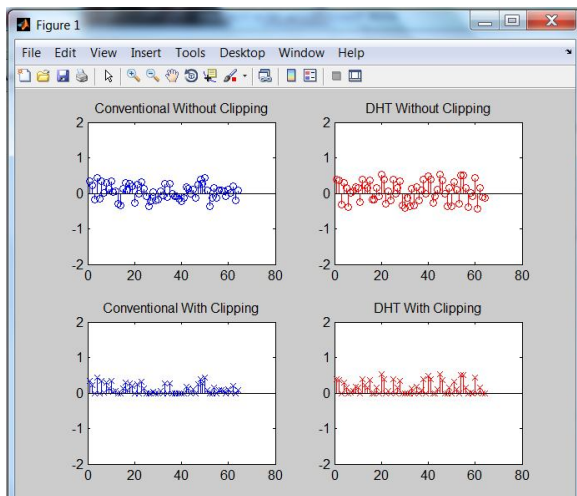 Figure 1
File Edit View Insert Tools Desktop Window Help
Conventional Without Clipping
2
1
0
-1
-2
0 20 40 60 80
DHT Without Clipping
2
1
0
-1
-2
0 20 40 60 80
Conventional With Clipping
2
1
0
-1
-2
0 20 40 60 80
DHT With Clipping
2
1
0
-1
-2
0 20 40 60 80